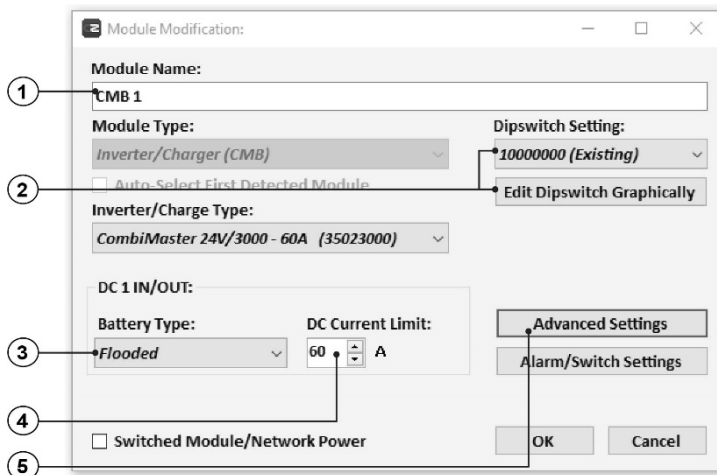 Module Modification:
Module Name:
1
CMB 1
Module Type:
Dipswitch Setting:
Inverter/Charger (CMB)
10000000 (Existing)
2
Auto-Select First Detected Module
Edit Dipswitch Graphically
Inverter/Charge Type:
CombiMaster 24V/3000 - 60A (35023000)
DC 1 IN/OUT:
Battery Type:
DC Current Limit:
Advanced Settings
3
Flooded
60
A
Alarm/Switch Settings
4
Switched Module/Network Power
OK
Cancel
5